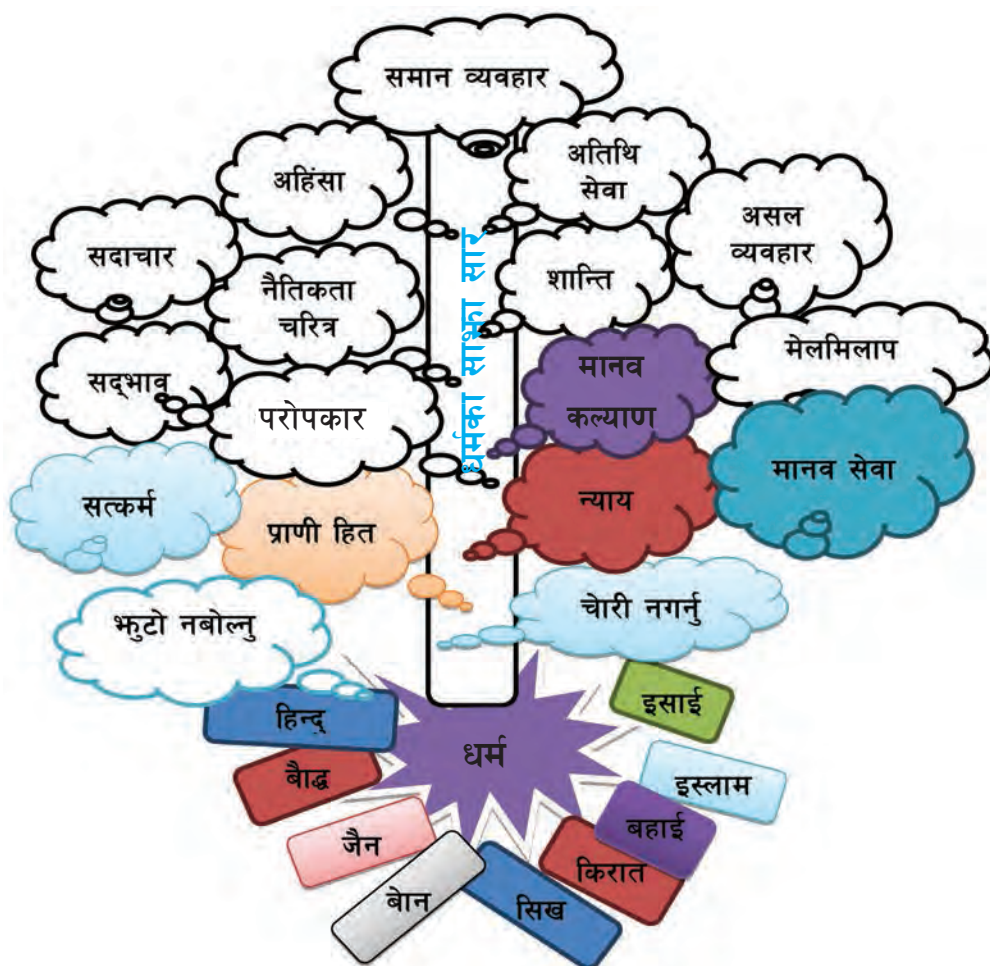 समान व्यवहार
अहिंसा
अतिथि
सेवा
असल
व्यवहार
सदाचार
नैतिकता
चरित्र
शान्ति
सद्‌भाव
परोपकार
मानव
कल्याण
मेलमिलाप
धर्मका साझा सार
सत्कर्म
प्राणी हित
न्याय
मानव सेवा
झुटो नबोल्नु
चोरी नगर्नु
हिन्दू
इसाई
धर्म
बौद्ध
इस्लाम
जैन
बहाई
बोन
सिख
किरात